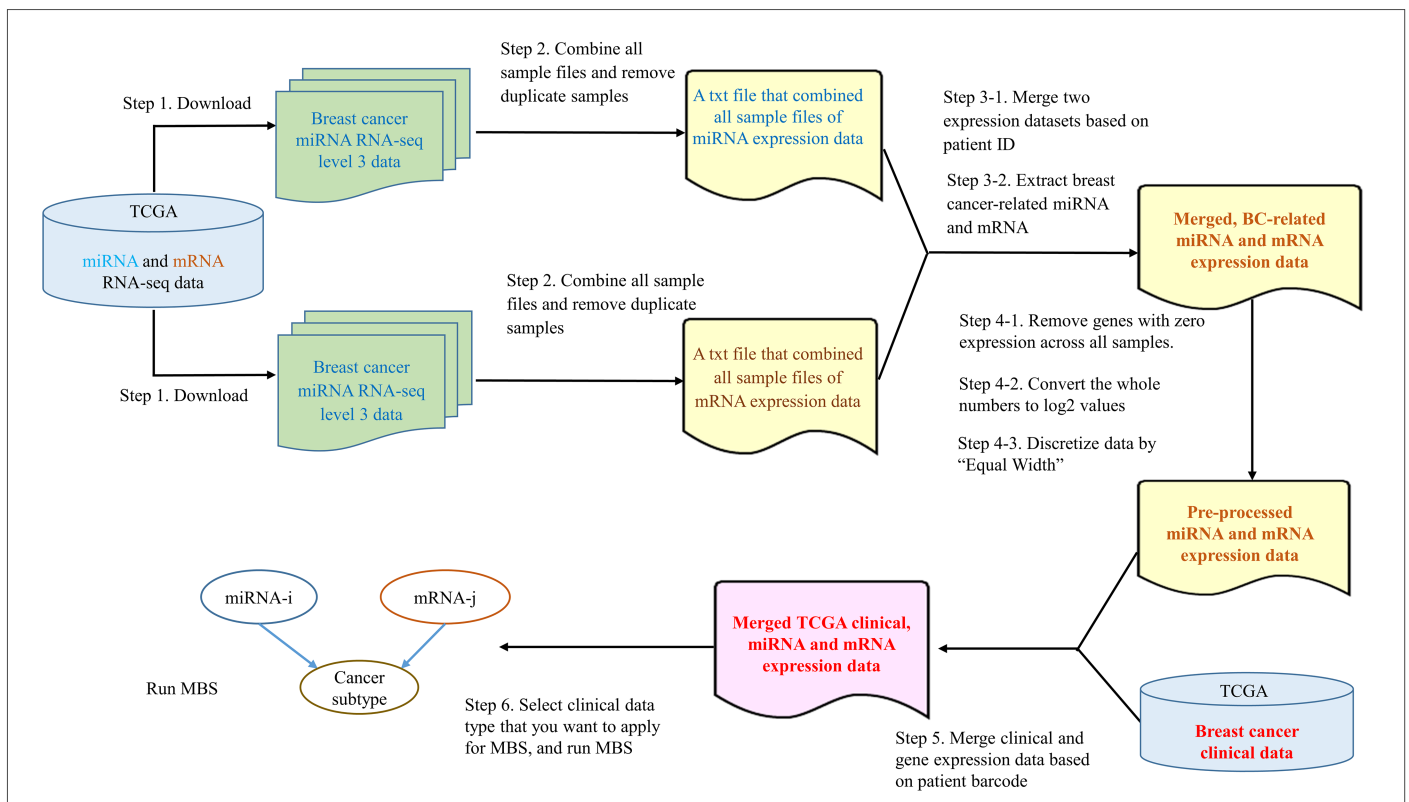 Step 1. Download
Step 2. Combine all
sample files and remove
duplicate samples
Breast cancer
miRNA RNA-seq
level 3 data
A txt file that combined
all sample files of
miRNA expression data
Step 3-1. Merge two
expression datasets based on
patient ID
Step 3-2. Extract breast
cancer-related miRNA
and mRNA
TCGA
miRNA and mRNA
RNA-seq data
Merged, BC-related
miRNA and mRNA
expression data
Step 1. Download
Step 2. Combine all sample
files and remove duplicate
samples
Breast cancer
miRNA RNA-seq
level 3 data
A txt file that combined
all sample files of
mRNA expression data
Step 4-1. Remove genes with zero
expression across all samples.
Step 4-2. Convert the whole
numbers to log2 values
Step 4-3. Discretize data by
“Equal Width”
Pre-processed
miRNA and mRNA
expression data
TCGA
Breast cancer
clinical data
Step 5. Merge clinical and
gene expression data based
on patient barcode
Merged TCGA clinical,
miRNA and mRNA
expression data
Step 6. Select clinical data
type that you want to apply
for MBS, and run MBS
miRNA-i
mRNA-j
Cancer
subtype
Run MBS